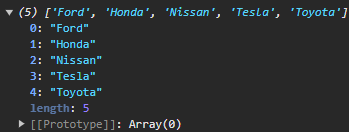 ▼ (5) ['Ford', 'Honda', 'Nissan', 'Tesla', 'Toyota']
0: "Ford"
1: "Honda"
2: "Nissan"
3: "Tesla"
4: "Toyota"
length: 5
▶ [[Prototype]]: Array(0)